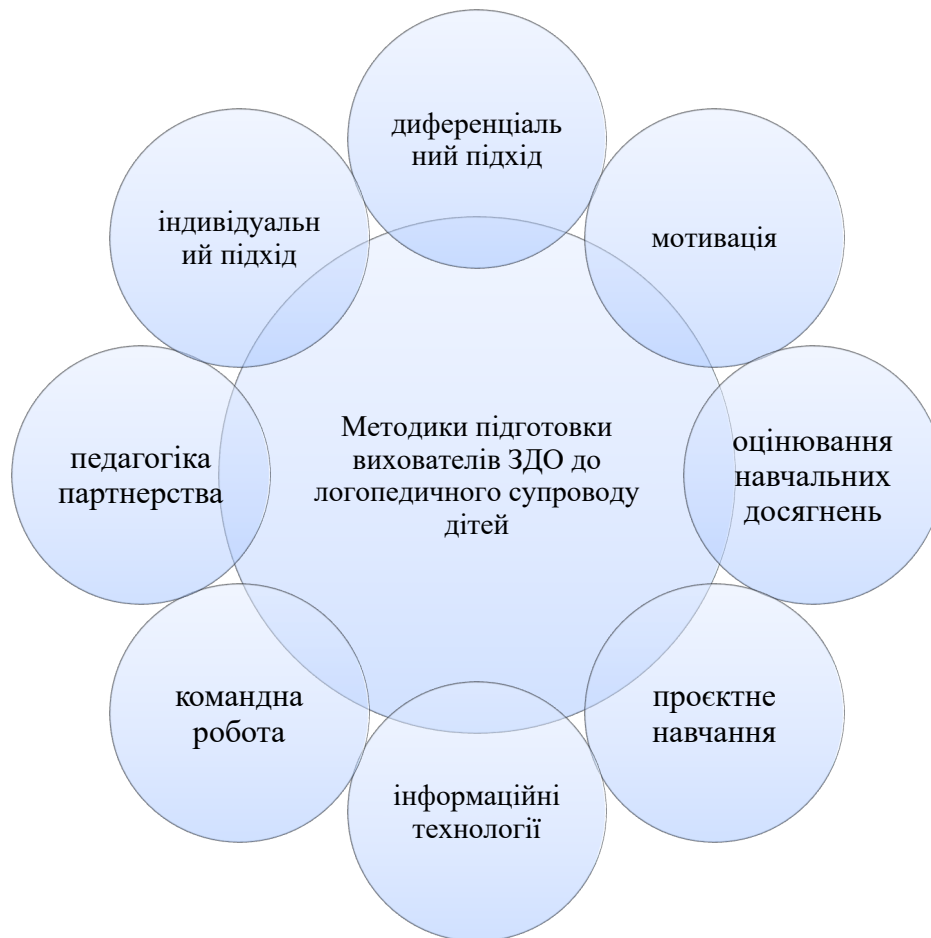 диференціаль
ний підхід
мотивація
оцінювання
навчальних
досягнень
проєктне
навчання
інформаційні
технології
командна
робота
педагогіка
партнерства
індивідуальн
ий підхід
Методики підготовки
вихователів ЗДО до
логопедичного супроводу
дітей